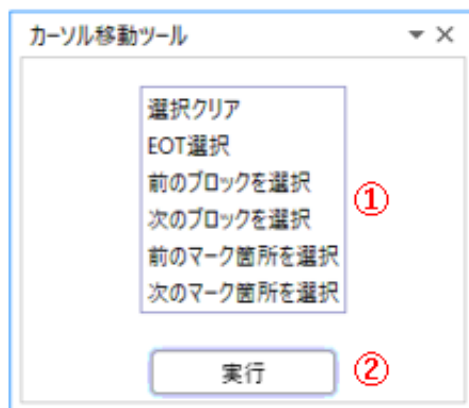 カーソル移動ツール
選択クリア
EOT選択
前のブロックを選択
次のブロックを選択
①
前のマーク箇所を選択
次のマーク箇所を選択
実行
②